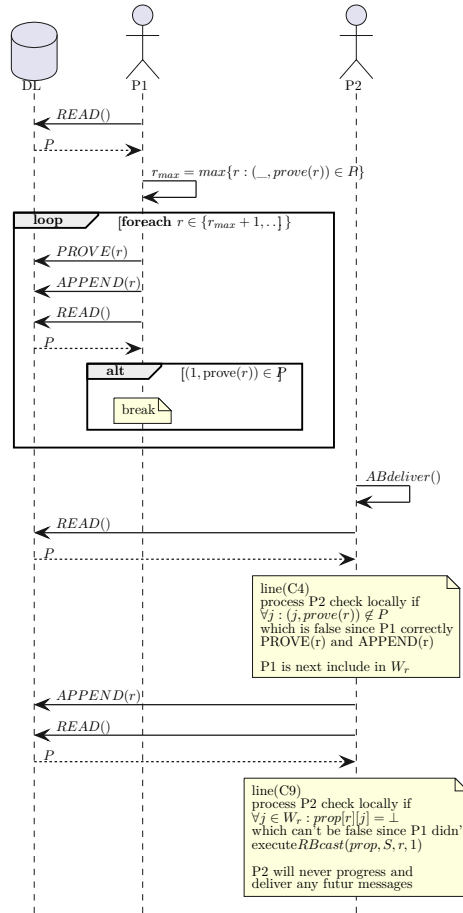 DL P1 P2
READ()
P
r_max = max{r : (_, prove(r)) ∈ P}
loop [foreach r ∈ {r_max + 1, ..}]
PROVE(r)
APPEND(r)
READ()
P
alt [(1, prove(r)) ∈ P]
break
ABdeliver()
READ()
P
line(C4)
process P2 check locally if
∀j : (j, prove(r)) ∉ P
which is false since P1 correctly
PROVE(r) and APPEND(r)
P1 is next include in W_r
APPEND(r)
READ()
P
line(C9)
process P2 check locally if
∀j ∈ W_r : prop[r][j] = ⊥
which can't be false since P1 didn'
executeRBcast(prop, S, r, 1)
P2 will never progress and
deliver any futur messages